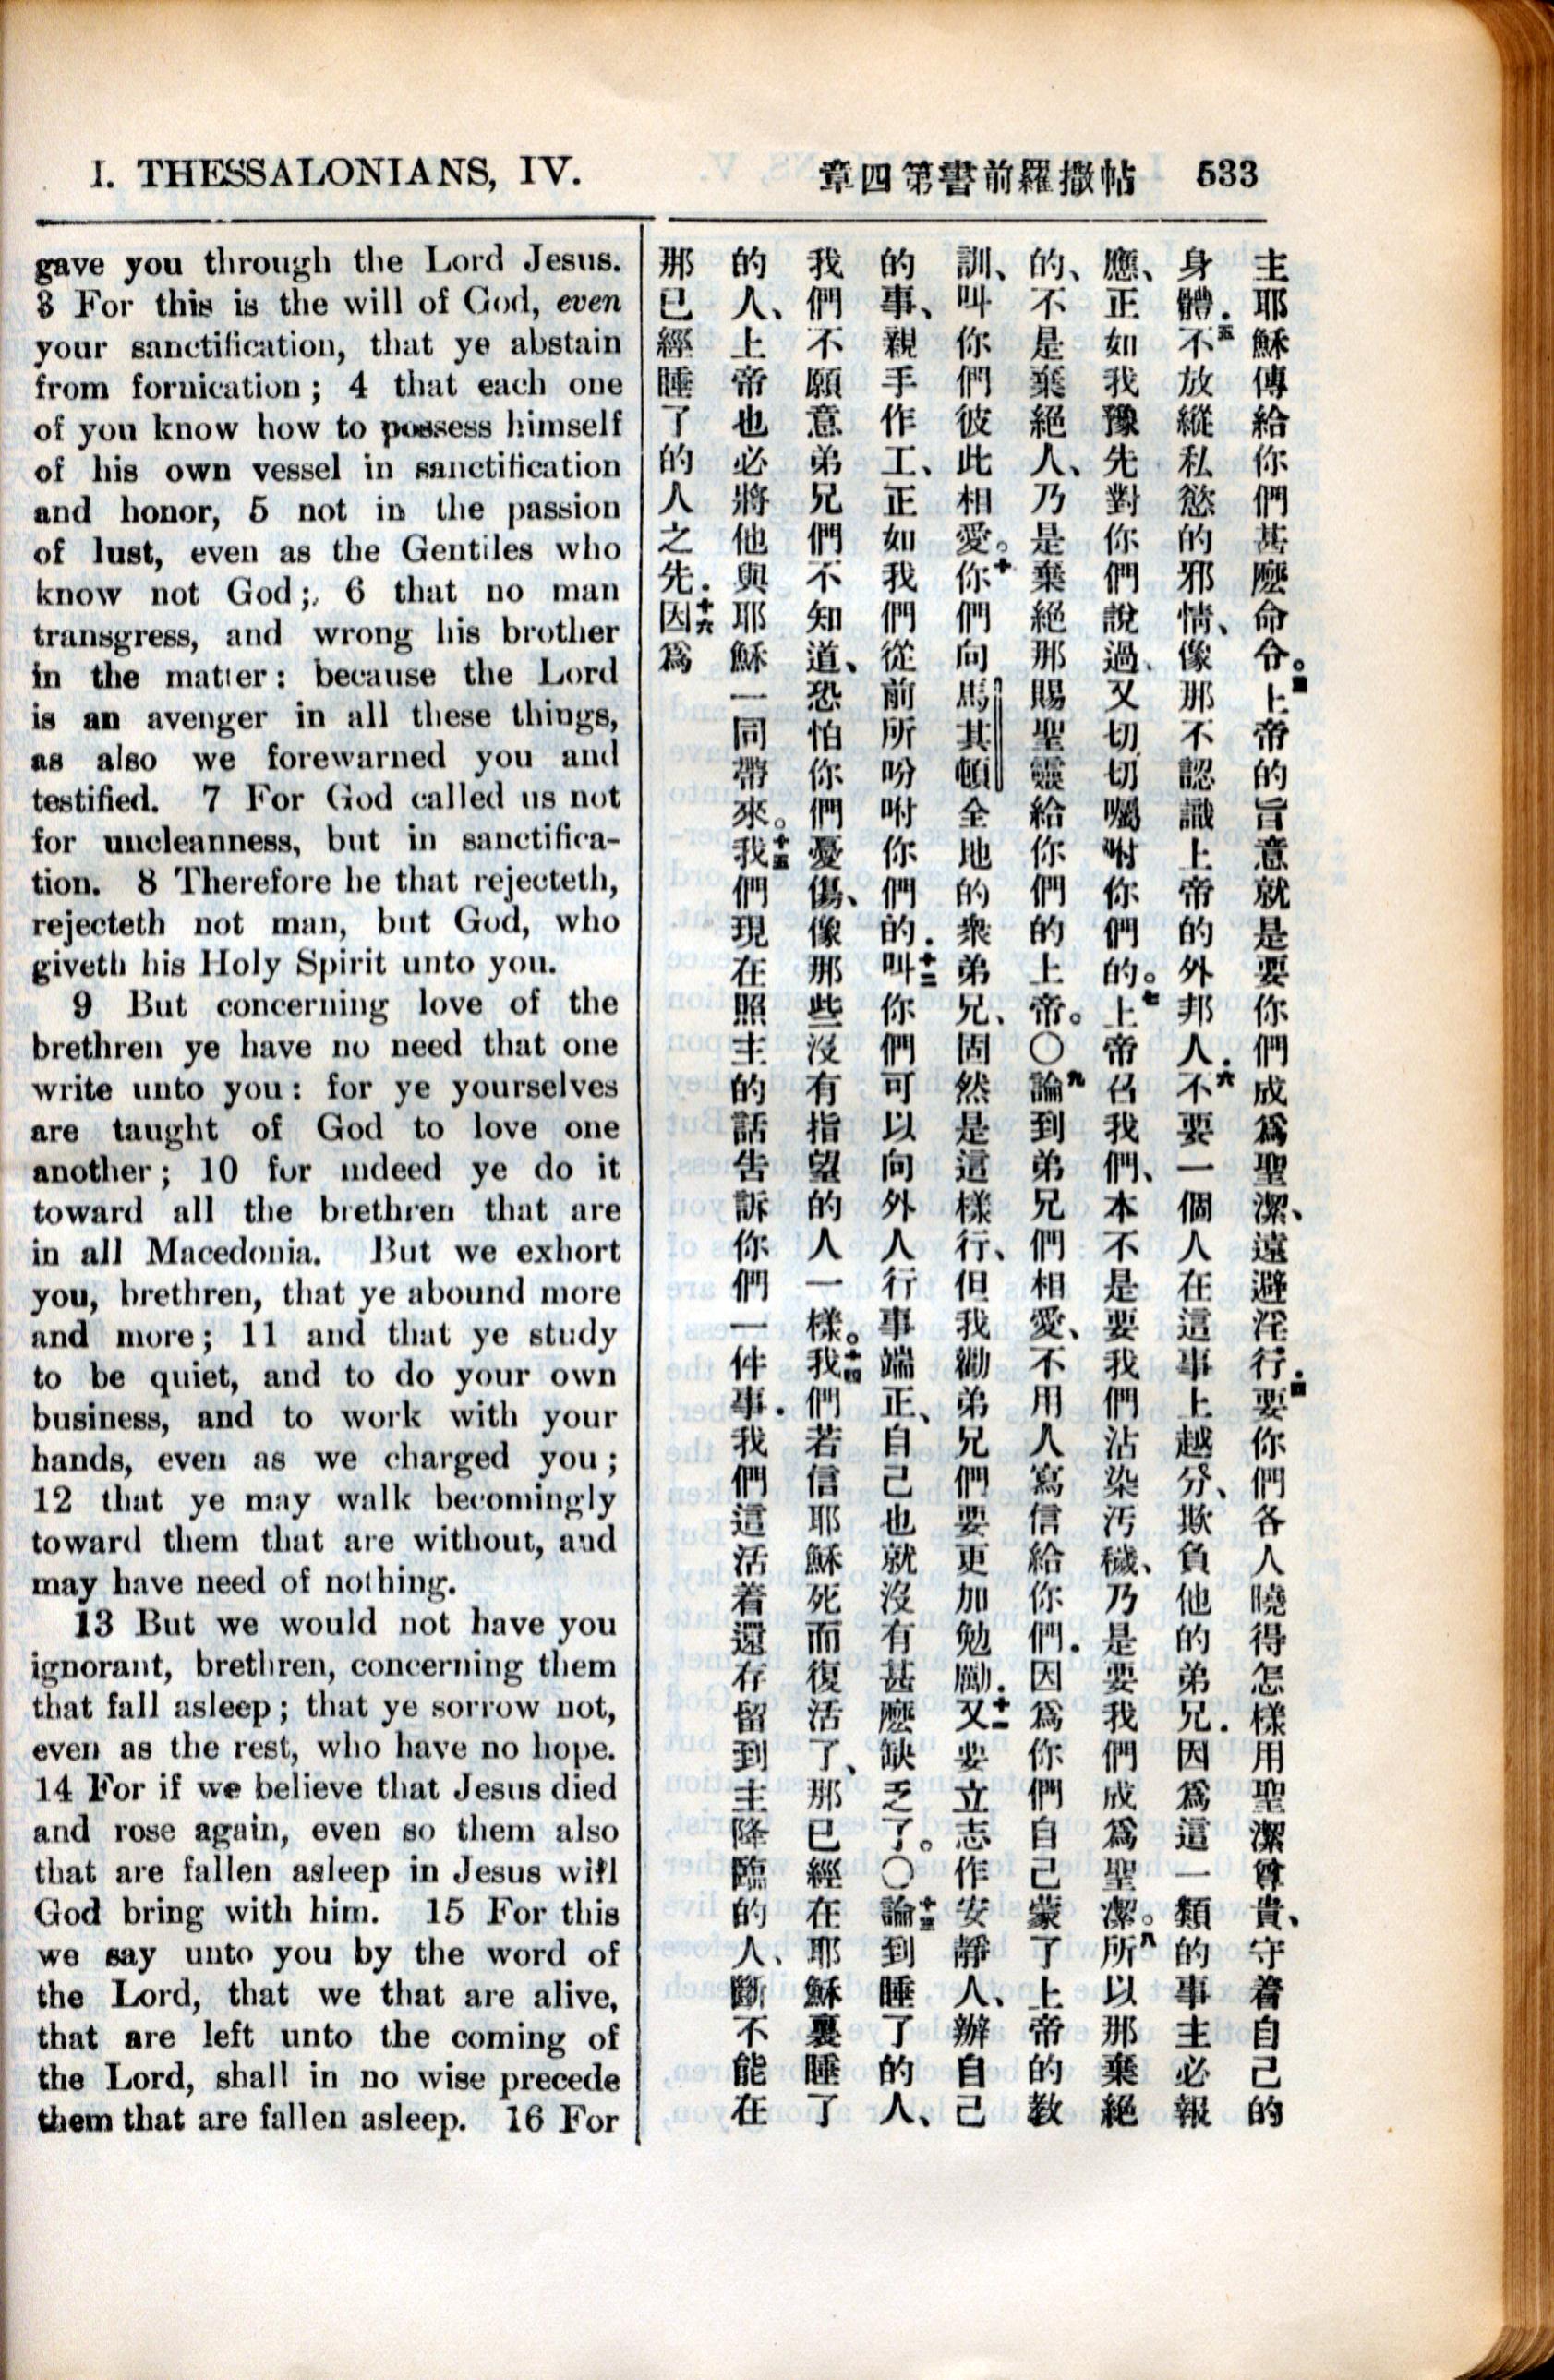 I. THESSALONIANS, IV.
帖撒羅前書第四章
533
gave you through the Lord Jesus.
3 For this is the will of God, even
your sanctification, that ye abstain
from fornication; 4 that each one
of you know how to possess himself
of his own vessel in sanctification
and honor, 5 not in the passion
of lust, even as the Gentiles who
know not God; 6 that no man
transgress, and wrong his brother
in the matter: because the Lord
is an avenger in all these things,
as also we forewarned you and
testified. 7 For God called us not
for uncleanness, but in sanctifica-
tion. 8 Therefore he that rejecteth,
rejecteth not man, but God, who
giveth his Holy Spirit unto you.
9 But concerning love of the
brethren ye have no need that one
write unto you: for ye yourselves
are taught of God to love one
another; 10 for indeed ye do it
toward all the brethren that are
in all Macedonia. But we exhort
you, brethren, that ye abound more
and more; 11 and that ye study
to be quiet, and to do your own
business, and to work with your
hands, even as we charged you;
12 that ye may walk becomingly
toward them that are without, and
may have need of nothing.
13 But we would not have you
ignorant, brethren, concerning them
that fall asleep; that ye sorrow not,
even as the rest, who have no hope.
14 For if we believe that Jesus died
and rose again, even so them also
that are fallen asleep in Jesus will
God bring with him. 15 For this
we say unto you by the word of
the Lord, that we that are alive,
that are left unto the coming of
the Lord, shall in no wise precede
them that are fallen asleep. 16 For
主耶穌傳給你們甚麼命令。三上帝的旨意就是要你們成爲聖潔、遠避淫行．四要你們各人曉得怎樣用聖潔尊貴、守着自己的
身體．五不放縱私慾的邪情、像那不認識上帝的外邦人．六不要一個人在這事上越分、欺負他的弟兄．因爲這一類的事主必報
應、正如我豫先對你們說過、又切切囑咐你們的。七上帝召我們、本不是要我們沾染汚穢、乃是要我們成爲聖潔。八所以那棄絕
的、不是棄絕人、乃是棄絕那賜聖靈給你們的上帝。〇九論到弟兄們相愛、不用人寫信給你們．因爲你們自己蒙了上帝的教
訓、叫你們彼此相愛。十你們向馬其頓全地的衆弟兄、固然是這樣行、但我勸弟兄們要更加勉勵．十一又要立志作安靜人、辦自己
的事、親手作工、正如我們從前所吩咐你們的．十二叫你們可以向外人行事端正、自己也就沒有甚麼缺乏了。〇十三論到睡了的人、
我們不願意弟兄們不知道、恐怕你們憂傷、像那些沒有指望的人一樣。十四我們若信耶穌死而復活了、那已經在耶穌裏睡了
的人、上帝也必將他們與耶穌一同帶來。十五我們現在照主的話告訴你們一件事．我們這活着還存留到主降臨的人、斷不能在
那已經睡了的人之先．十六因爲